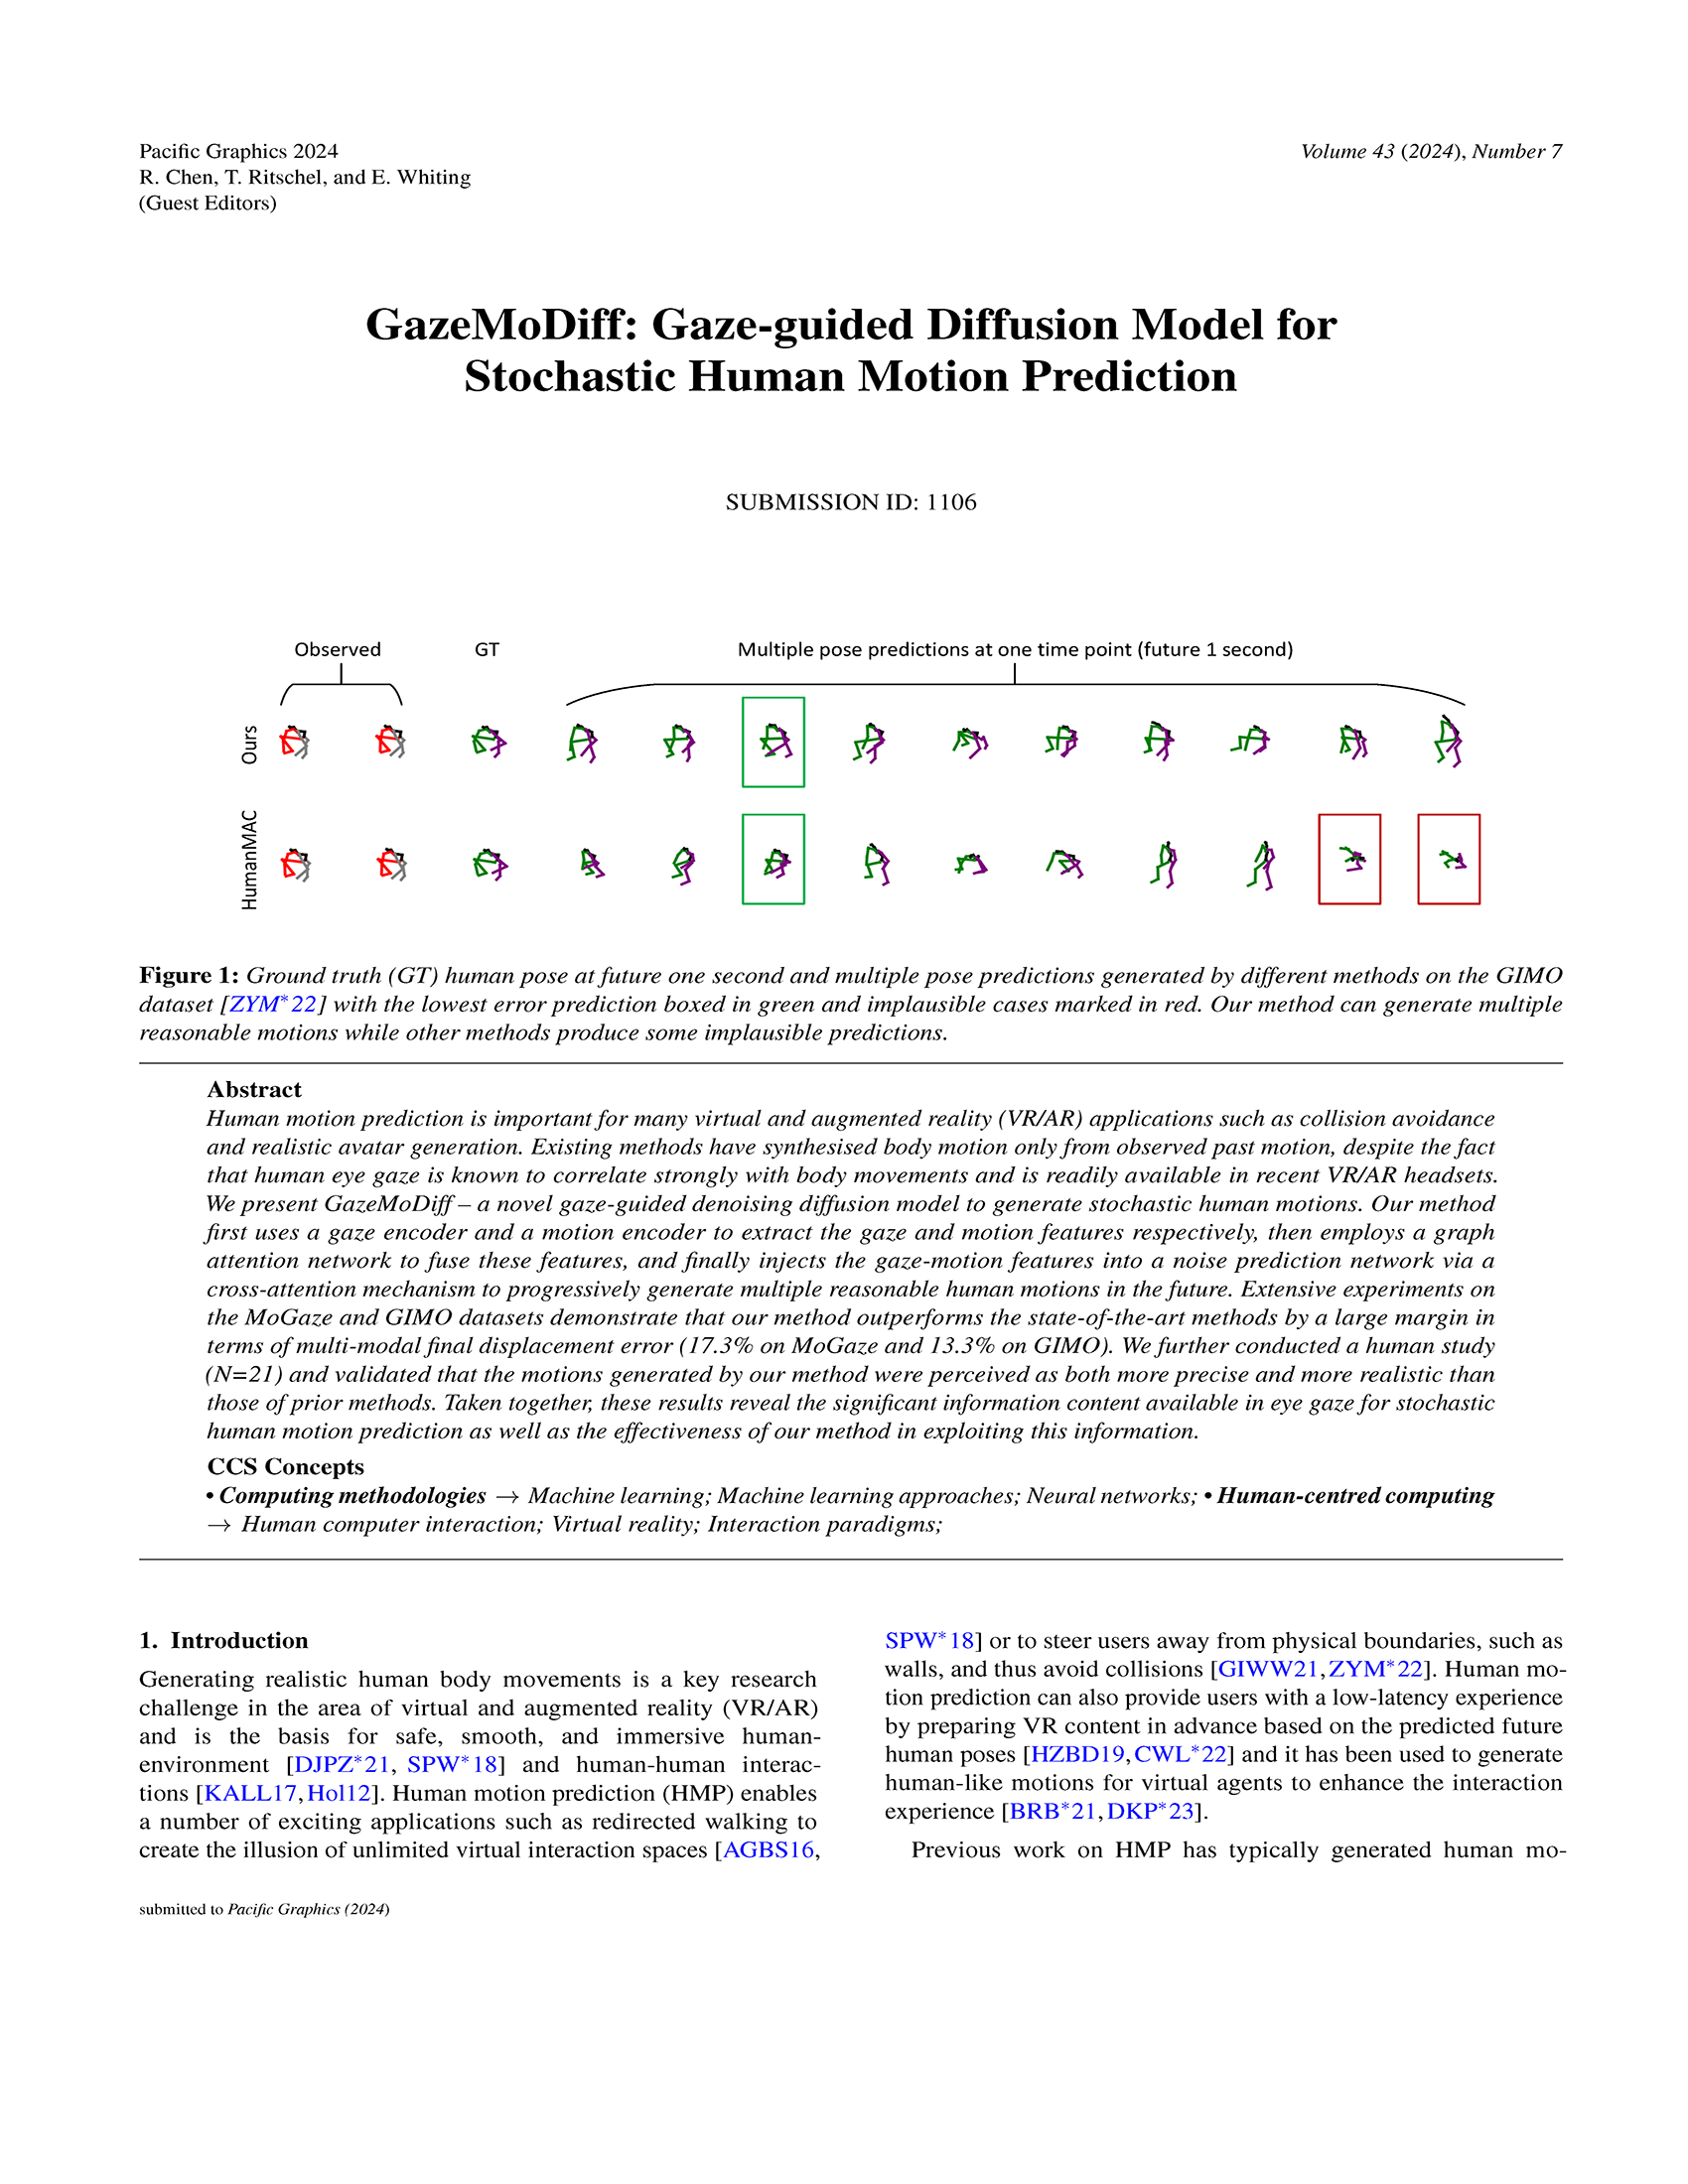 Pacific Graphics 2024
R. Chen, T. Ritschel, and E. Whiting
(Guest Editors)
Volume 43 (2024), Number 7
GazeMoDiff: Gaze-guided Diffusion Model for
Stochastic Human Motion Prediction
SUBMISSION ID: 1106
Observed
GT
Multiple pose predictions at one time point (future 1 second)
Ours
HumanMAC
Figure 1: Ground truth (GT) human pose at future one second and multiple pose predictions generated by different methods on the GIMO
dataset [ZYM*22] with the lowest error prediction boxed in green and implausible cases marked in red. Our method can generate multiple
reasonable motions while other methods produce some implausible predictions.
Abstract
Human motion prediction is important for many virtual and augmented reality (VR/AR) applications such as collision avoidance
and realistic avatar generation. Existing methods have synthesised body motion only from observed past motion, despite the fact
that human eye gaze is known to correlate strongly with body movements and is readily available in recent VR/AR headsets.
We present GazeMoDiff – a novel gaze-guided denoising diffusion model to generate stochastic human motions. Our method
first uses a gaze encoder and a motion encoder to extract the gaze and motion features respectively, then employs a graph
attention network to fuse these features, and finally injects the gaze-motion features into a noise prediction network via a
cross-attention mechanism to progressively generate multiple reasonable human motions in the future. Extensive experiments on
the MoGaze and GIMO datasets demonstrate that our method outperforms the state-of-the-art methods by a large margin in
terms of multi-modal final displacement error (17.3% on MoGaze and 13.3% on GIMO). We further conducted a human study
(N=21) and validated that the motions generated by our method were perceived as both more precise and more realistic than
those of prior methods. Taken together, these results reveal the significant information content available in eye gaze for stochastic
human motion prediction as well as the effectiveness of our method in exploiting this information.
CCS Concepts
• Computing methodologies → Machine learning; Machine learning approaches; Neural networks; • Human-centred computing
→ Human computer interaction; Virtual reality; Interaction paradigms;
1. Introduction
Generating realistic human body movements is a key research
challenge in the area of virtual and augmented reality (VR/AR)
and is the basis for safe, smooth, and immersive human-
environment [DJPZ*21, SPW*18] and human-human interac-
tions [KALL17, Hol12]. Human motion prediction (HMP) enables
a number of exciting applications such as redirected walking to
create the illusion of unlimited virtual interaction spaces [AGBS16,
SPW*18] or to steer users away from physical boundaries, such as
walls, and thus avoid collisions [GIWW21, ZYM*22]. Human mo-
tion prediction can also provide users with a low-latency experience
by preparing VR content in advance based on the predicted future
human poses [HZBD19, CWL*22] and it has been used to generate
human-like motions for virtual agents to enhance the interaction
experience [BRB*21, DKP*23].
Previous work on HMP has typically generated human mo-
submitted to Pacific Graphics (2024)